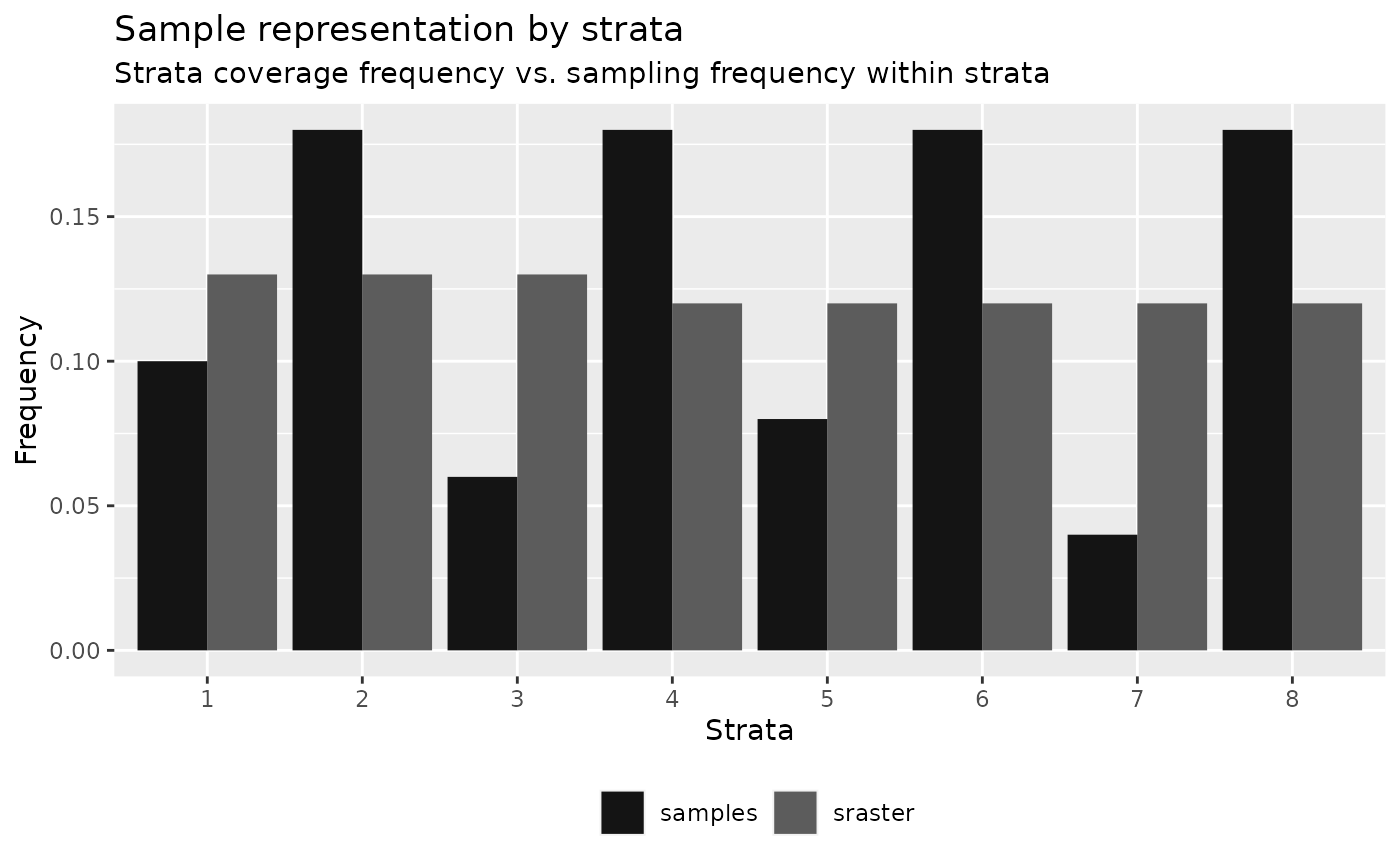 Sample representation by strata
Strata coverage frequency vs. sampling frequency within strata
Frequency
0.15
0.10
0.05
0.00
1 2 3 4 5 6 7 8
Strata
samples sraster